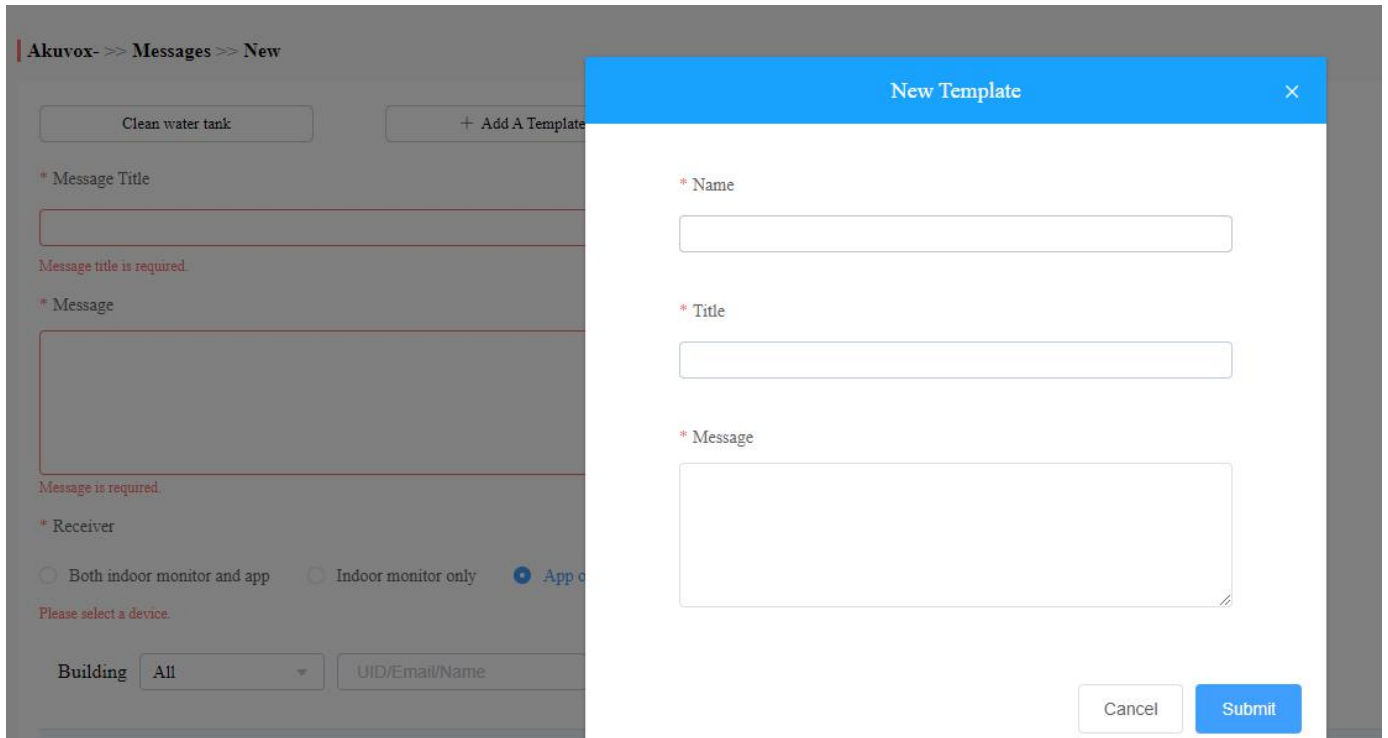 Akuvox- >> Messages >> New
Clean water tank
+ Add A Template
* Message Title
Message title is required.
* Message
Message is required.
* Receiver
Both indoor monitor and app
Indoor monitor only
App
Please select a device.
Building
All
UID/Email/Name
New Template
* Name
* Title
* Message
Cancel
Submit